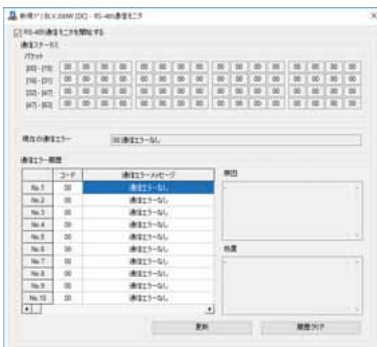 新規*| BLV 200W [DC] - RS-485通信モニタ
RS-485通信モニタを開始する
通信ステータス
パケット
[00] - [15] 00 00 00 00 00 00 00 00 00 00 00 00 00 00 00 00
[16] - [31] 00 00 00 00 00 00 00 00 00 00 00 00 00 00 00 00
[32] - [47] 00 00 00 00 00 00 00 00 00 00 00 00 00 00 00 00
[47] - [63] 00 00 00 00 00 00 00 00 00 00 00 00 00 00 00 00
現在の通信エラー 00:通信エラーなし
通信エラー履歴
コード 通信エラーメッセージ 原因
No.1 00 通信エラーなし
No.2 00 通信エラーなし
No.3 00 通信エラーなし
No.4 00 通信エラーなし
No.5 00 通信エラーなし
No.6 00 通信エラーなし 処置
No.7 00 通信エラーなし
No.8 00 通信エラーなし
No.9 00 通信エラーなし
No.10 00 通信エラーなし
更新 履歴クリア